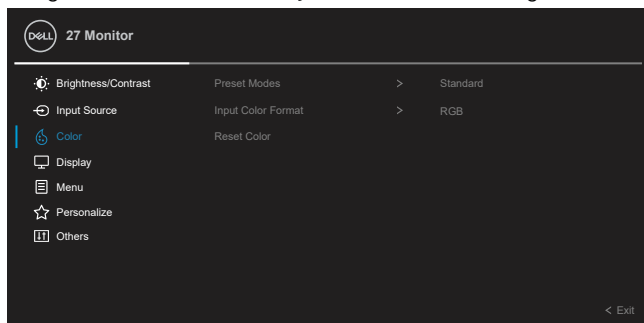 DELL 27 Monitor
Brightness/Contrast Preset Modes > Standard
Input Source Input Color Format > RGB
Color Reset Color
Display
Menu
Personalize
Others
< Exit